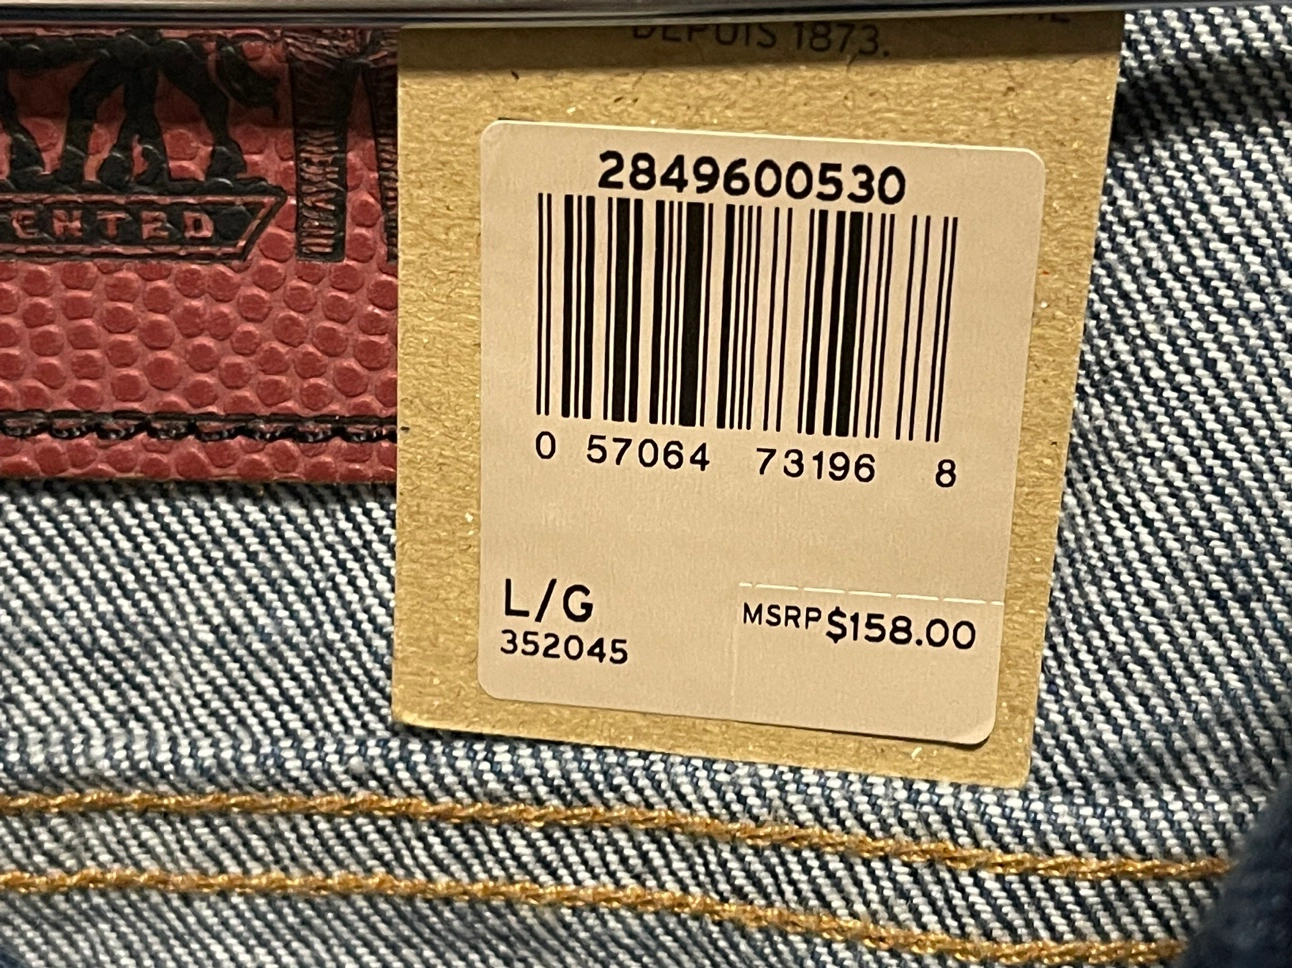 DEPUIS 1873.
ENTED
2849600530
0 57064 73196 8
L/G
352045
MSRP $158.00